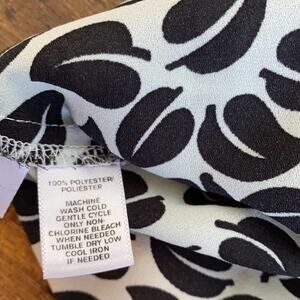 100% POLYESTER/
POLIÉSTER
MACHINE
WASH COLD
GENTLE CYCLE
ONLY NON-
CHLORINE BLEACH
WHEN NEEDED
TUMBLE DRY LOW
COOL IRON
IF NEEDED